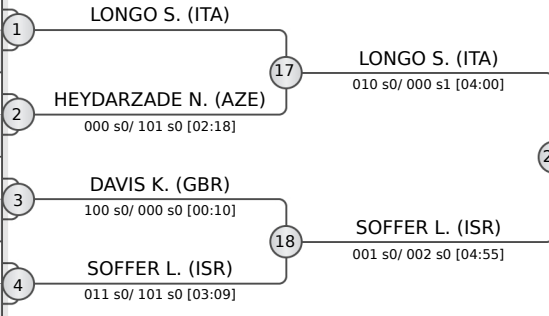 LONGO S. (ITA)
1
17
LONGO S. (ITA)
010 s0/ 000 s1 [04:00]
HEYDARZADE N. (AZE)
2
000 s0/ 101 s0 [02:18]
DAVIS K. (GBR)
3
100 s0/ 000 s0 [00:10]
18
SOFFER L. (ISR)
001 s0/ 002 s0 [04:55]
SOFFER L. (ISR)
4
011 s0/ 101 s0 [03:09]